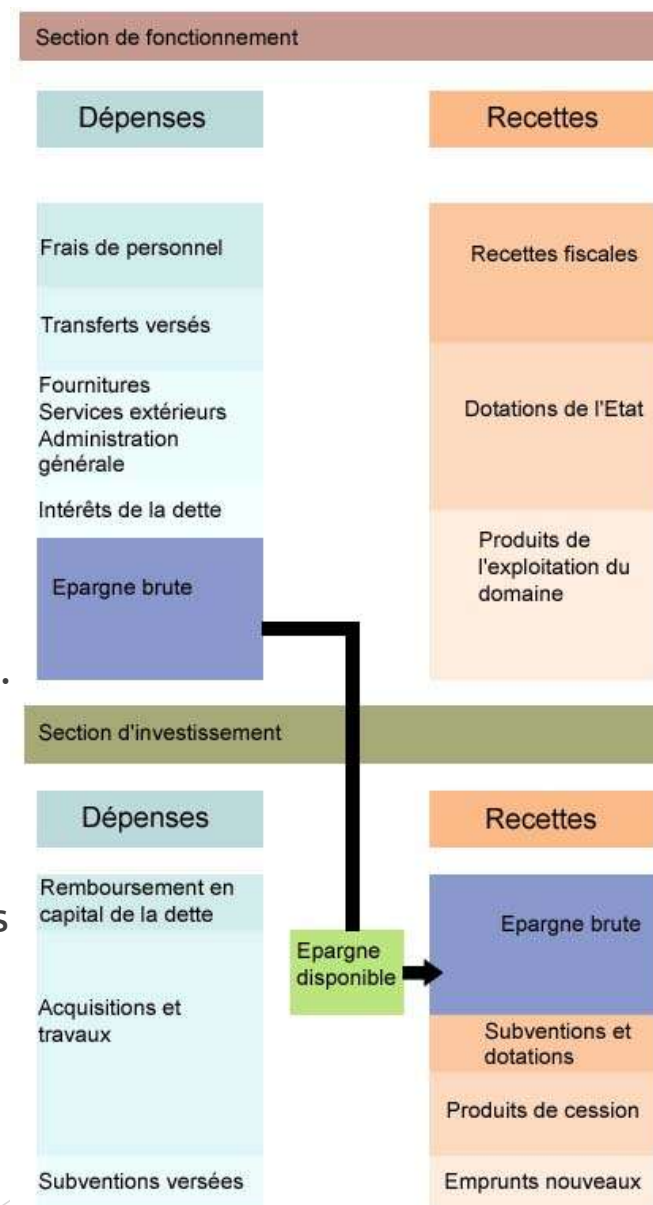 Section de fonctionnement
Dépenses
Recettes
Frais de personnel
Transferts versés
Fournitures
Services extérieurs
Administration
générale
Intérêts de la dette
Epargne brute
Recettes fiscales
Dotations de l'Etat
Produits de
l'exploitation du
domaine
.
Section d'investissement
Dépenses
Recettes
Remboursement en
capital de la dette
s
Acquisitions et
travaux
Subventions versées
Epargne
disponible
Epargne brute
Subventions et
dotations
Produits de cession
Emprunts nouveaux